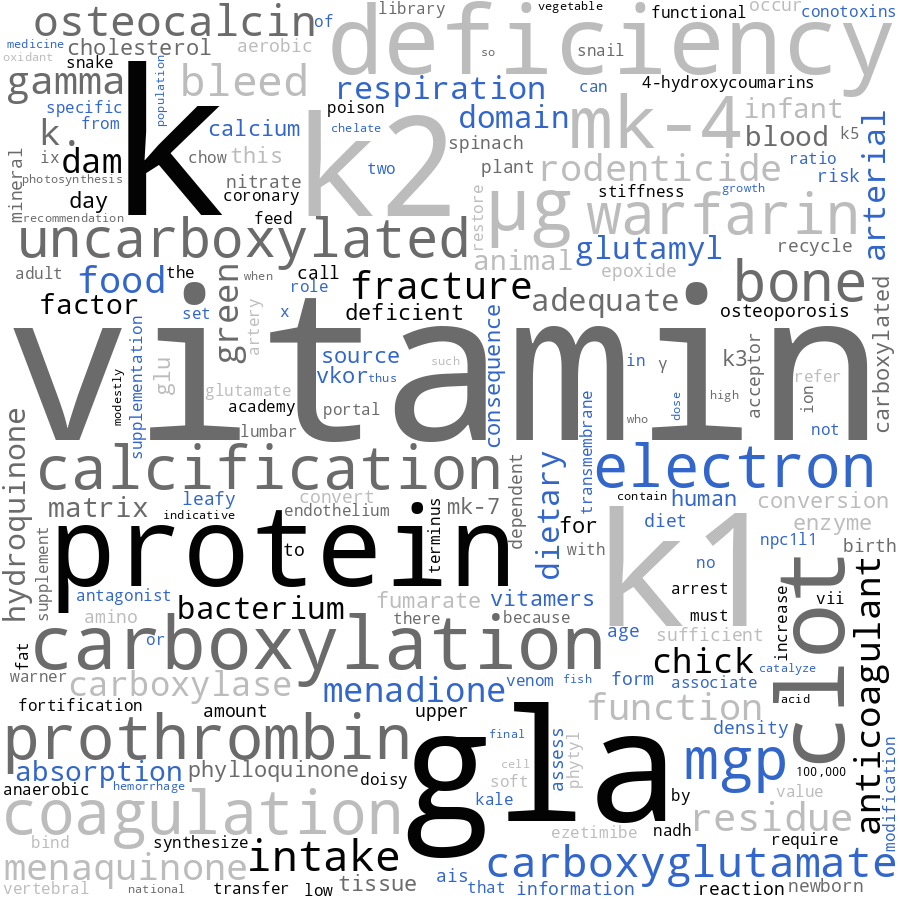 osteocalcin
of
library
vegetable
functional
occur
conotoxins
medicine
oxidant
cholesterol
aerobic
deficiency
so
snail
snake
gamma
population
bleed
respiration
can
4-hydroxycoumarins
specific
from
k
poison
domain
mk-4
infant
k.
calcium
chelate
k2
spinach
blood
k5
arterial
ix
dam
chow
this
two
plant
rodenticide
ratio
risk
mineral
photosynthesis
nitrate
coronary
day
restore
µg
stiffness
growth
warfarin
recommendation
feed
uncarboxylated
glutamyl
recycle
animal
epoxide
adult
food
the
green
when
call
role
fracture
adequate
bone
factor
set
artery
x
deficient
osteoporosis
carboxylated
vitamin
supplementation
consequence
source
such
in
y
k3
acceptor
modestly
glu
glutamate
vkor
thus
refer
ion
academy
portal
who
dose
high
lumbar
not
hydroquinone
calcification
transmembrane
electron
matrix
leafy
convert
mk-7
dependent
dietary
contain
human
conversion
indicative
endothelium
terminus
for
k1
diet
enzyme
supplement
protein
to
with
no
npc1l1
birth
antagonist
arrest
clot
amino
bacterium
fumarate
vitamers
must
increase
vii
anticoagulant
there
because
or
carboxylation
age
sufficient
fat
chick
catalyze
warner
carboxylase
menadione
venom
fish
form
associate
acid
fortification
amount
upper
function
prothrombin
gla
final
assess
phytyl
density
mgp
absorption
phylloquinone
doisy
cell
soft
100,000
modification
anaerobic
hemorrhage
kale
value
coagulation
by
residue
bind
synthesize
ezetimibe
nadh
require
menaquinone
intake
carboxyglutamate
vertebral
national
transfer
low
tissue
ais
that
information
reaction
newborn